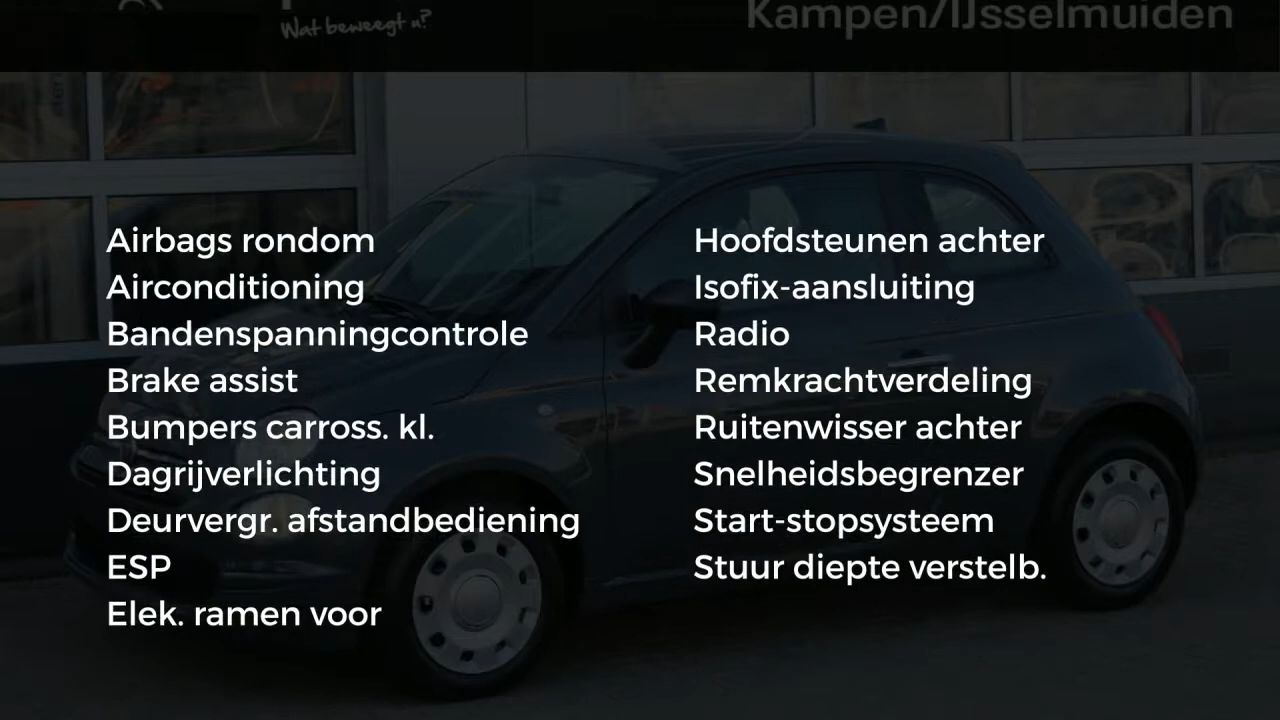 Wat beweegt u?
Kampen/IJsselmuiden
Airbags rondom
Airconditioning
Bandenspanningcontrole
Brake assist
Bumpers carross. kl.
Dagrijverlichting
Deurvergr. afstandbediening
ESP
Elek. ramen voor
Hoofdsteunen achter
Isofix-aansluiting
Radio
Remkrachtverdeling
Ruitenwisser achter
Snelheidsbegrenzer
Start-stopsysteem
Stuur diepte verstelb.